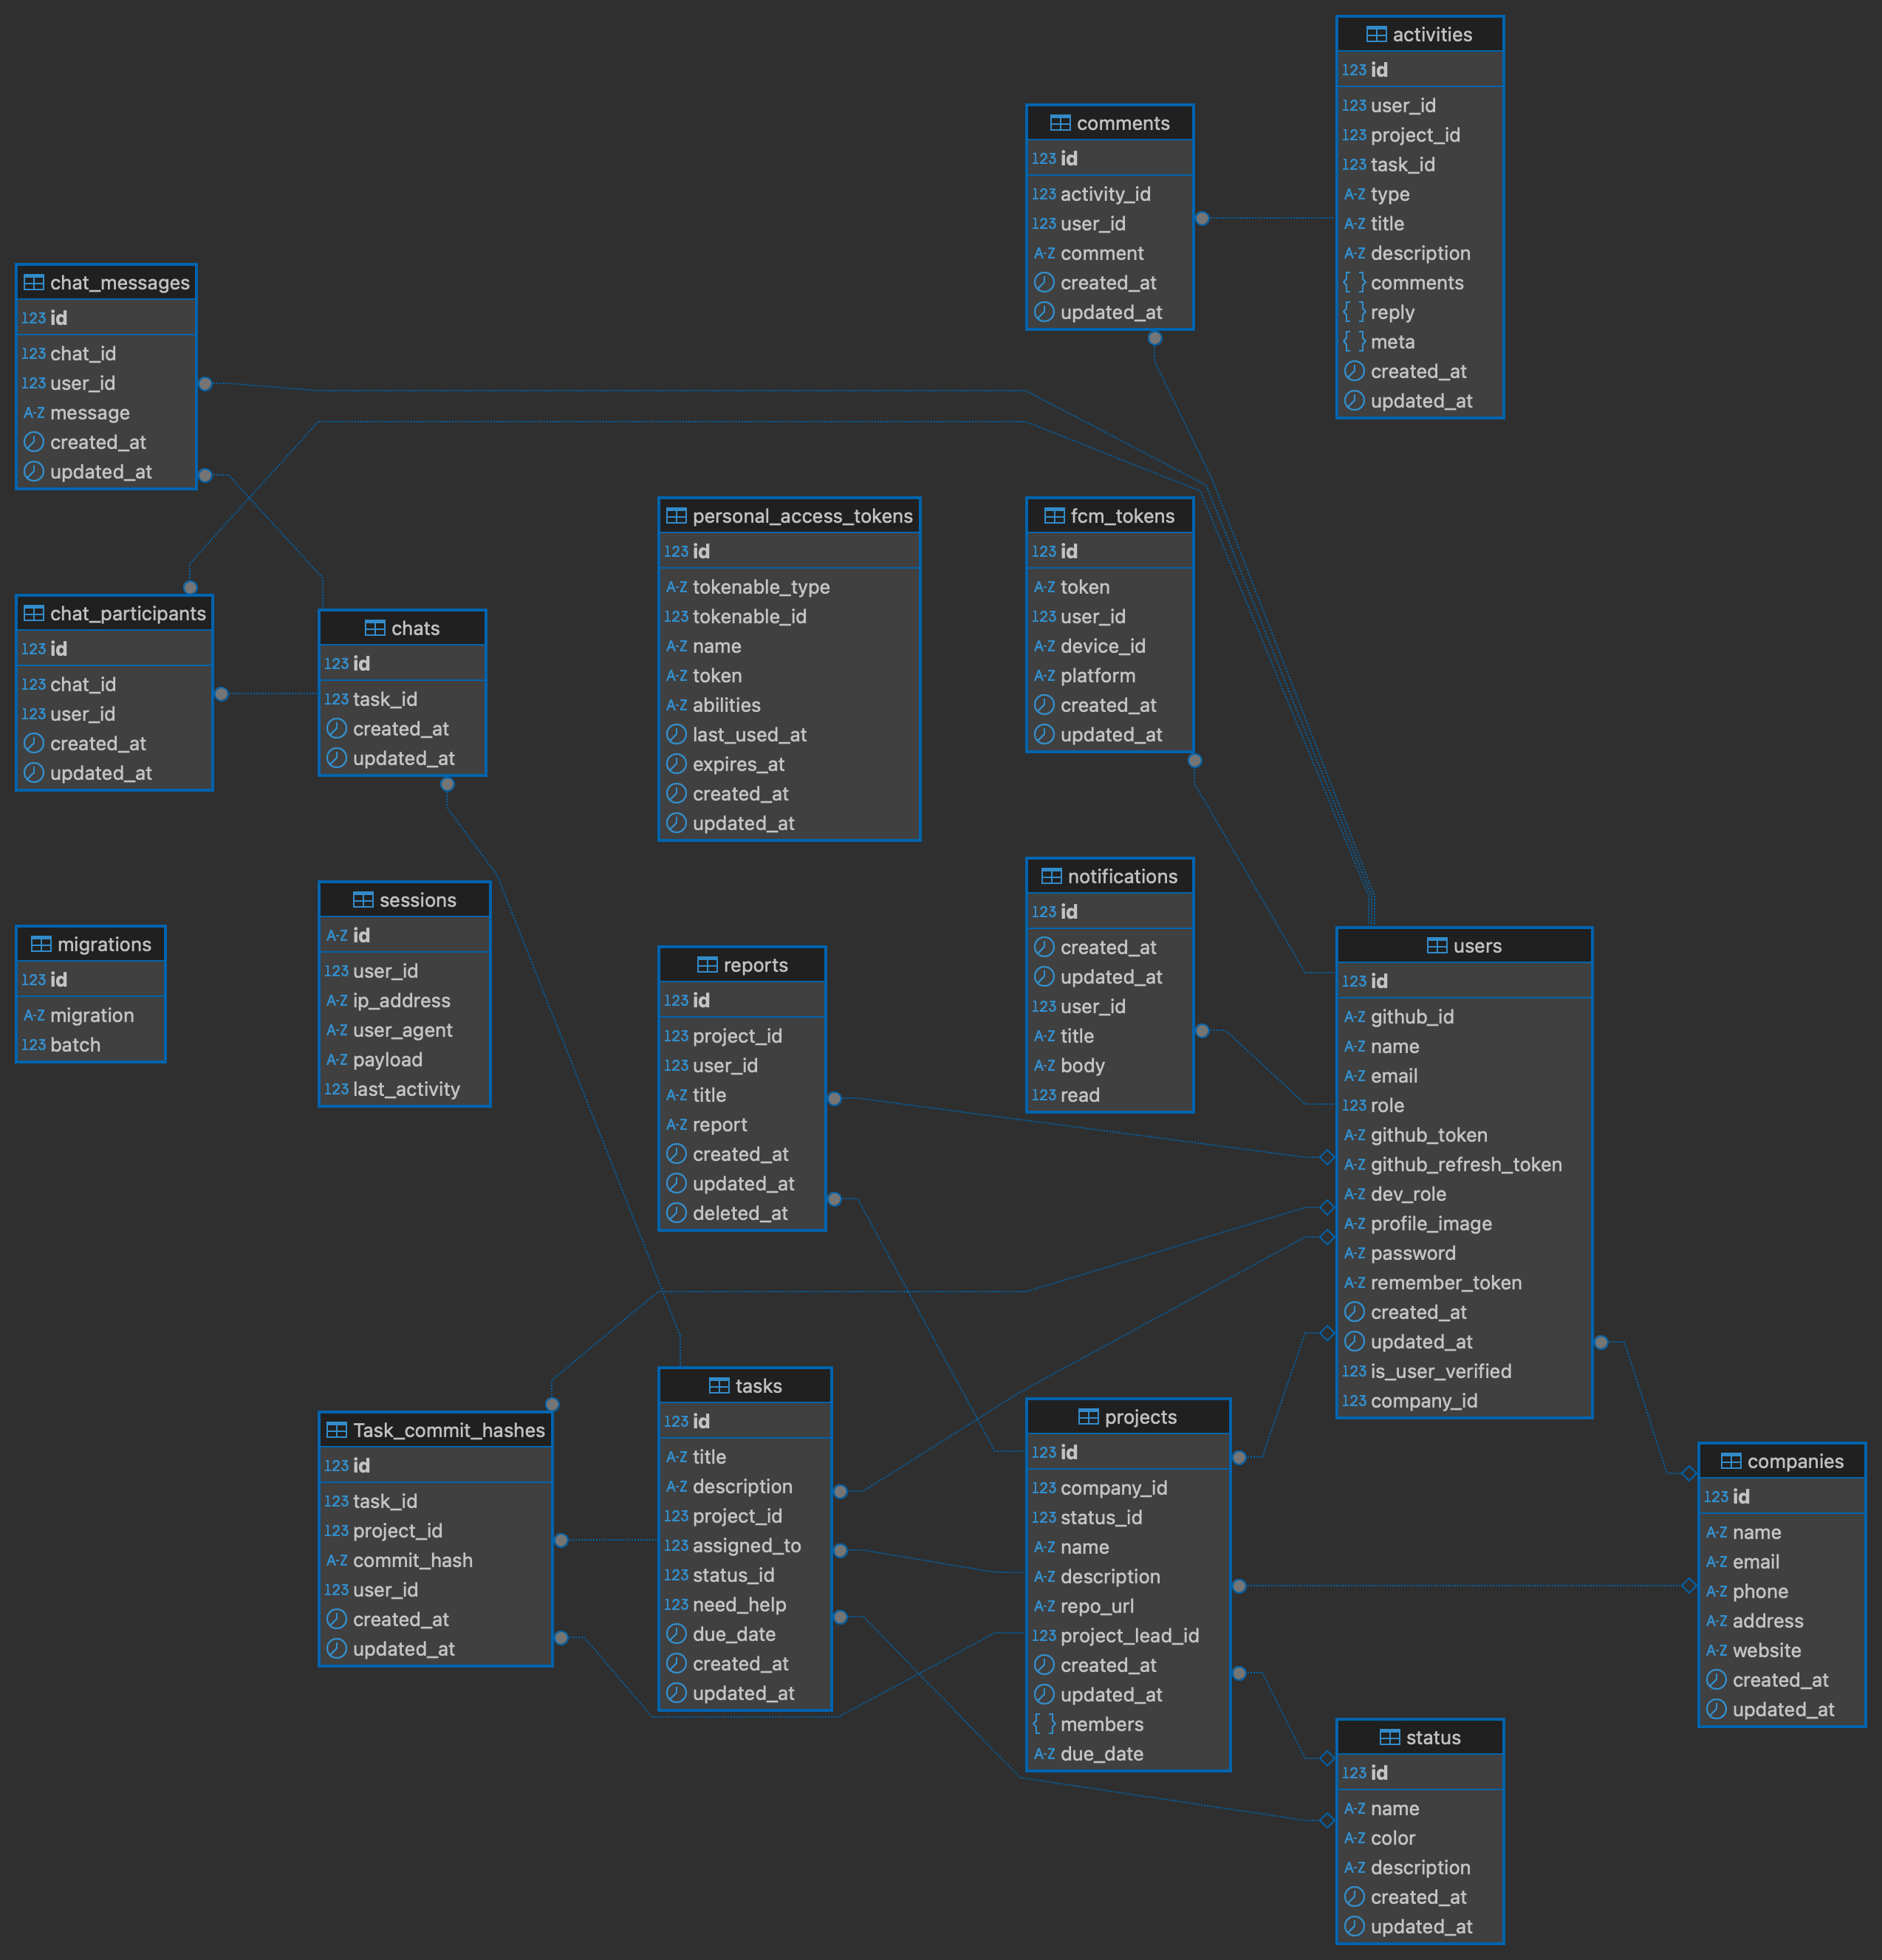 activities
123 id
123 user_id
123 project_id
123 task_id
A-Z type
A-Z title
A-Z description
{ } comments
{ } reply
{ } meta
created_at
updated_at
comments
123 id
123 activity_id
123 user_id
A-Z comment
created_at
updated_at
chat_messages
123 id
123 chat_id
123 user_id
A-Z message
created_at
updated_at
personal_access_tokens
123 id
A-Z tokenable_type
123 tokenable_id
A-Z name
A-Z token
A-Z abilities
last_used_at
expires_at
created_at
updated_at
fcm_tokens
123 id
A-Z token
123 user_id
A-Z device_id
A-Z platform
created_at
updated_at
chat_participants
123 id
123 chat_id
123 user_id
created_at
updated_at
chats
123 id
123 task_id
created_at
updated_at
notifications
123 id
created_at
updated_at
123 user_id
A-Z title
A-Z body
123 read
sessions
A-Z id
123 user_id
A-Z ip_address
A-Z user_agent
A-Z payload
123 last_activity
migrations
123 id
A-Z migration
123 batch
users
123 id
A-Z github_id
A-Z name
A-Z email
123 role
A-Z github_token
A-Z github_refresh_token
A-Z dev_role
A-Z profile_image
A-Z password
A-Z remember_token
created_at
updated_at
123 is_user_verified
123 company_id
reports
123 id
123 project_id
123 user_id
A-Z title
A-Z report
created_at
updated_at
deleted_at
tasks
123 id
A-Z title
A-Z description
123 project_id
123 assigned_to
123 status_id
123 need_help
due_date
created_at
updated_at
projects
123 id
123 company_id
123 status_id
A-Z name
A-Z description
A-Z repo_url
123 project_lead_id
created_at
updated_at
{ } members
A-Z due_date
Task_commit_hashes
123 id
123 task_id
123 project_id
A-Z commit_hash
123 user_id
created_at
updated_at
companies
123 id
A-Z name
A-Z email
A-Z phone
A-Z address
A-Z website
created_at
updated_at
status
123 id
A-Z name
A-Z color
A-Z description
created_at
updated_at